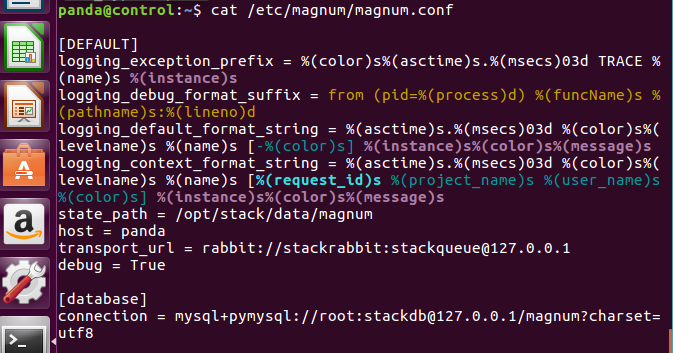 panda@control:~$ cat /etc/magnum/magnum.conf
[DEFAULT]
logging_exception_prefix = %(color)s%(asctime)s.%(msecs)03d TRACE %
(name)s %(instance)s
logging_debug_format_suffix = from (pid=%(process)d) %(funcName)s %
(pathname)s:%(lineno)d
logging_default_format_string = %(asctime)s.%(msecs)03d %(color)s%(
levelname)s %(name)s [-%(color)s] %(instance)s%(color)s%(message)s
logging_context_format_string = %(asctime)s.%(msecs)03d %(color)s%(
levelname)s %(name)s [%(request_id)s %(project_name)s %(user_name)s
%(color)s] %(instance)s%(color)s%(message)s
state_path = /opt/stack/data/magnum
host = panda
transport_url = rabbit://stackrabbit:stackqueue@127.0.0.1
debug = True
[database]
connection = mysql+pymysql://root:stackdb@127.0.0.1/magnum?charset=
utf8